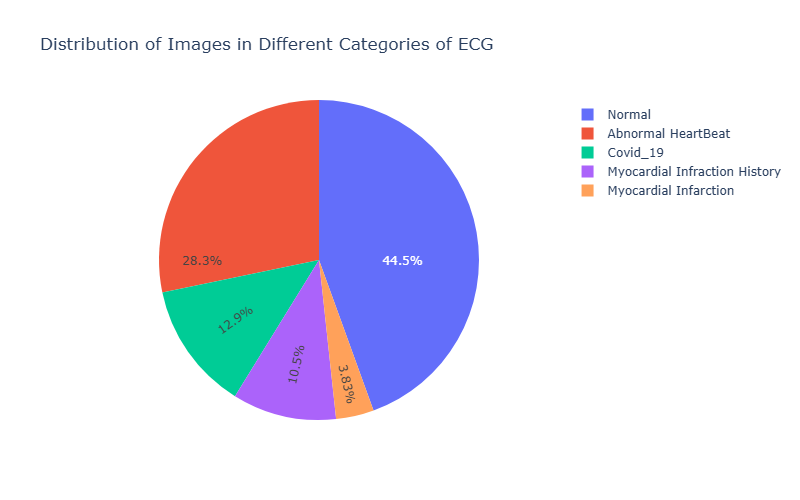 Distribution of Images in Different Categories of ECG
Normal
Abnormal HeartBeat
Covid_19
Myocardial Infraction History
Myocardial Infarction
28.3%
44.5%
12.9%
10.5%
3.83%